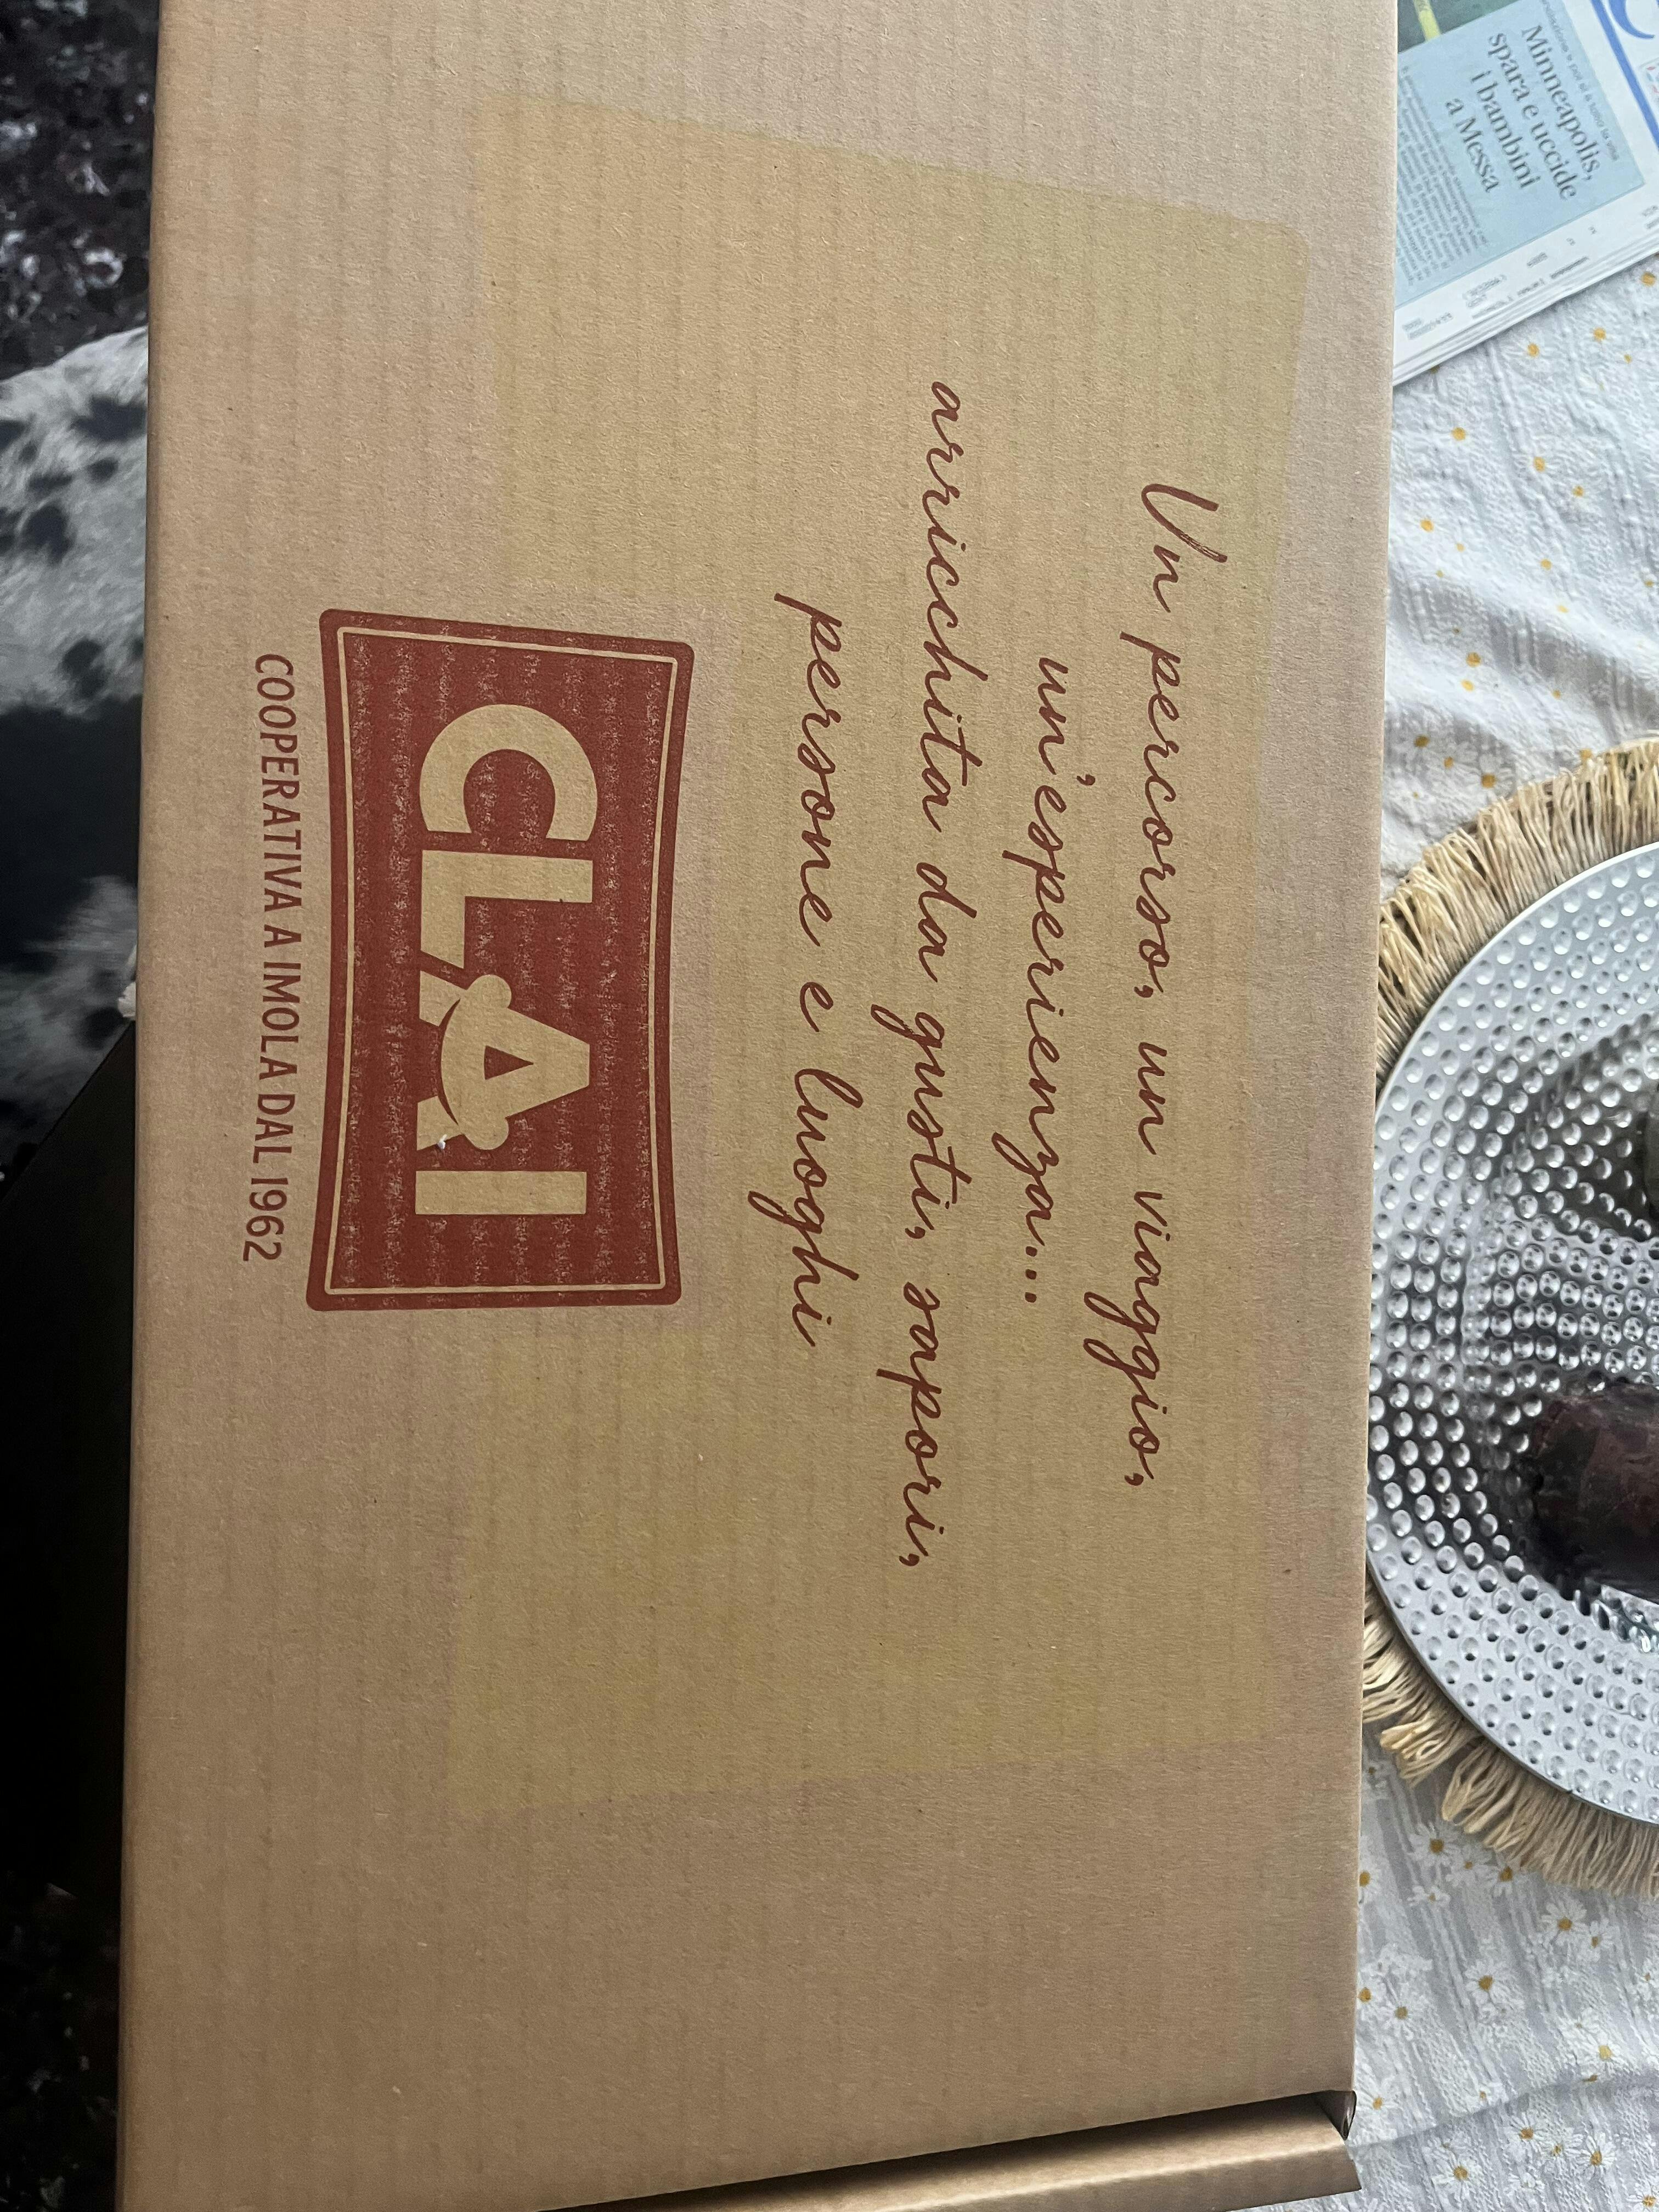 Un percorso, un viaggio,
un'esperienza...
arricchita da gusti, sapori,
persone e luoghi
CLAI
COOPERATIVA A IMOLA DAL 1962
Minneapolis,
spara e uccide
i bambini
a Messa